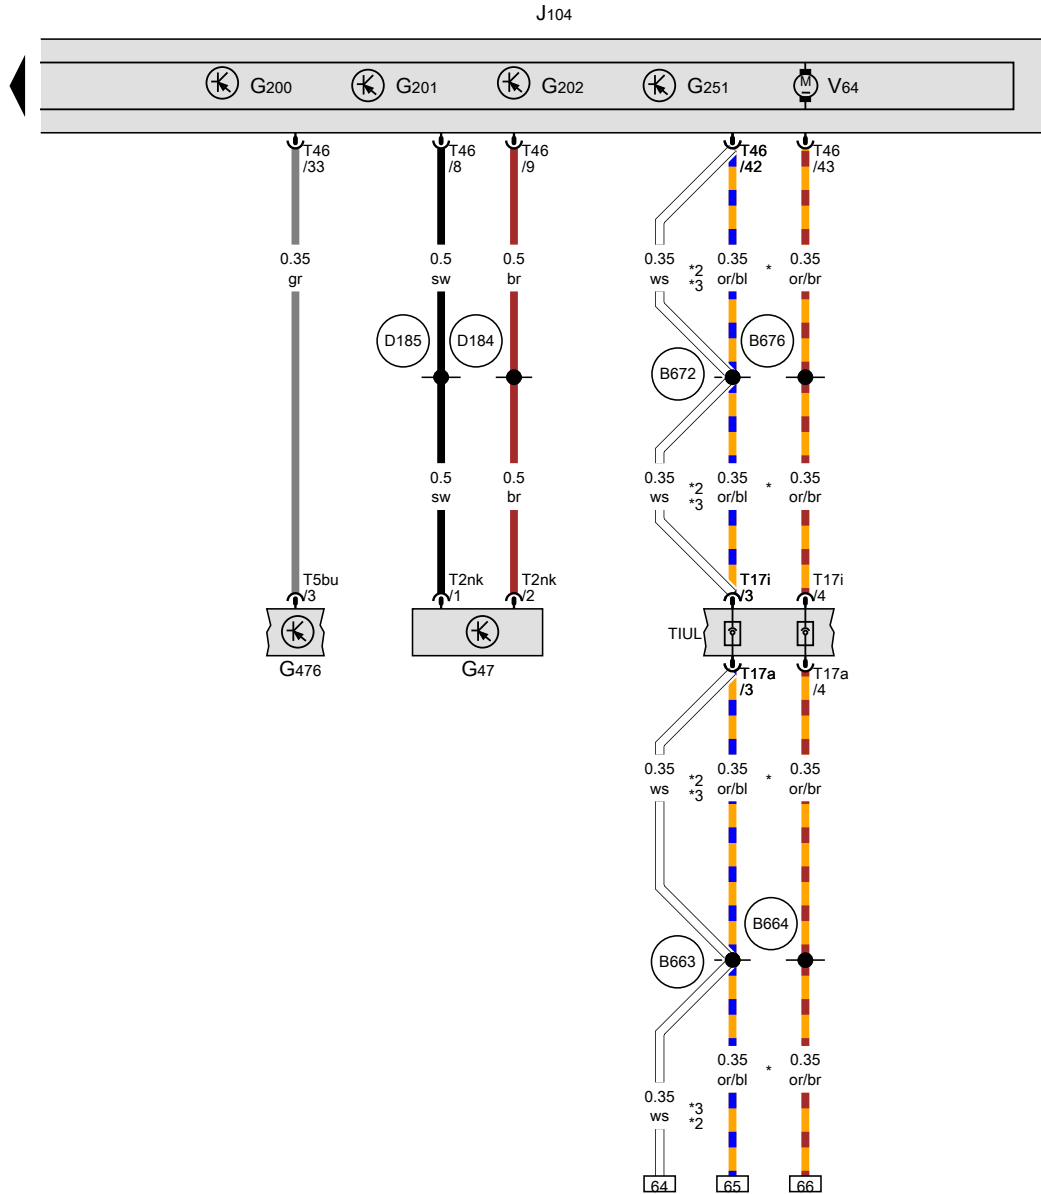 J104
G200 G201 G202 G251 M V64
T46 T46 T46 T46 T46
/33 /8 /9 /42 /43
0.35 0.5 0.5 0.35 *2 0.35 * 0.35
gr sw br ws *3 or/bl or/br
D185 D184 B676
B672
0.5 0.5 0.35 *2 0.35 * 0.35
sw br ws *3 or/bl or/br
T5bu T2nk T2nk T17i T17i
/3 /1 /2 /3 /4
TIUL
G476 G47
T17a T17a
/3 /4
0.35 *2 0.35 * 0.35
ws *3 or/bl or/br
B664
B663
0.35 * 0.35
or/bl or/br
0.35 *3
ws *2
64 65 66